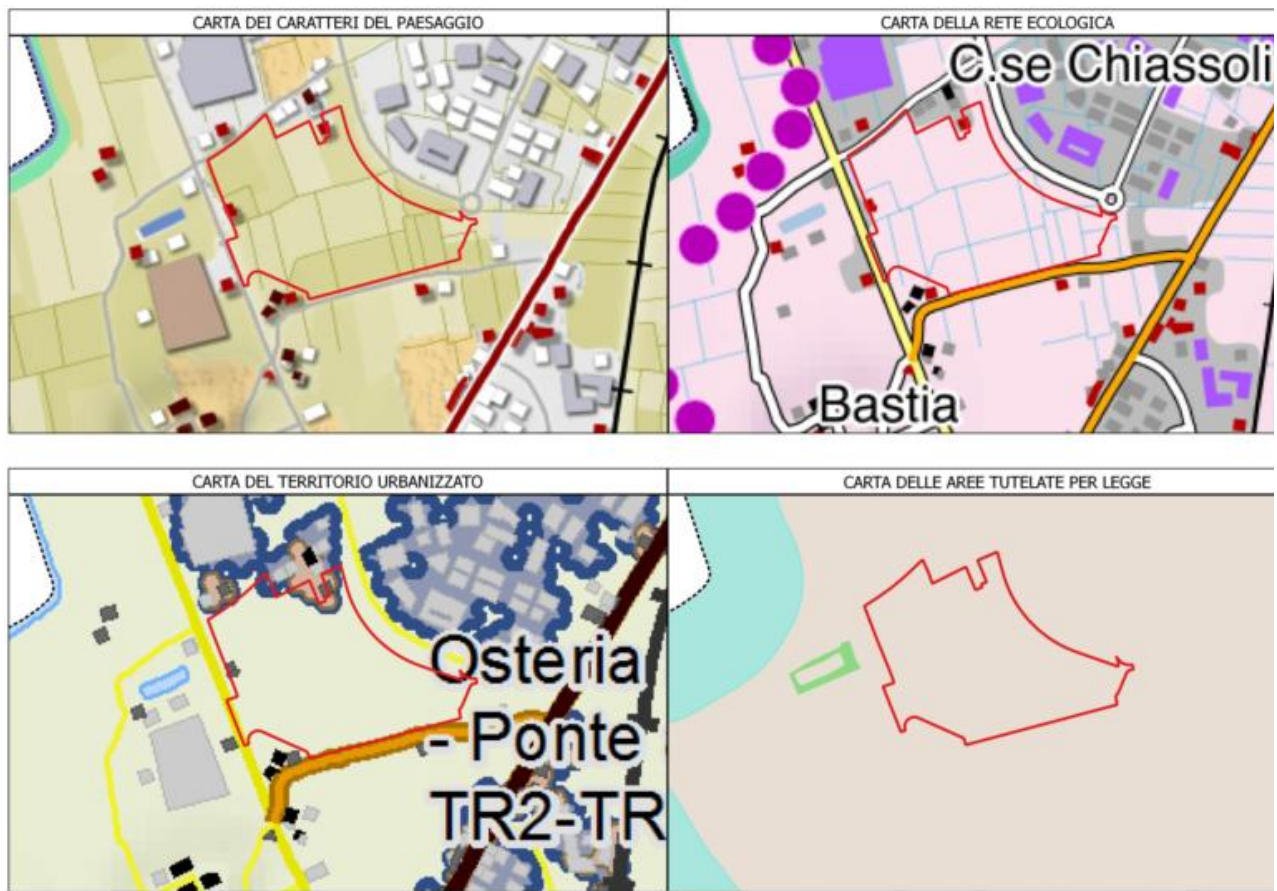 CARTA DEI CARATTERI DEL PAESAGGIO
CARTA DELLA RETE ECOLOGICA
C.se Chiassoli
Bastia
CARTA DEL TERRITORIO URBANIZZATO
CARTA DELLE AREE TUTELATE PER LEGGE
Osteria
- Ponte
TR2-TR